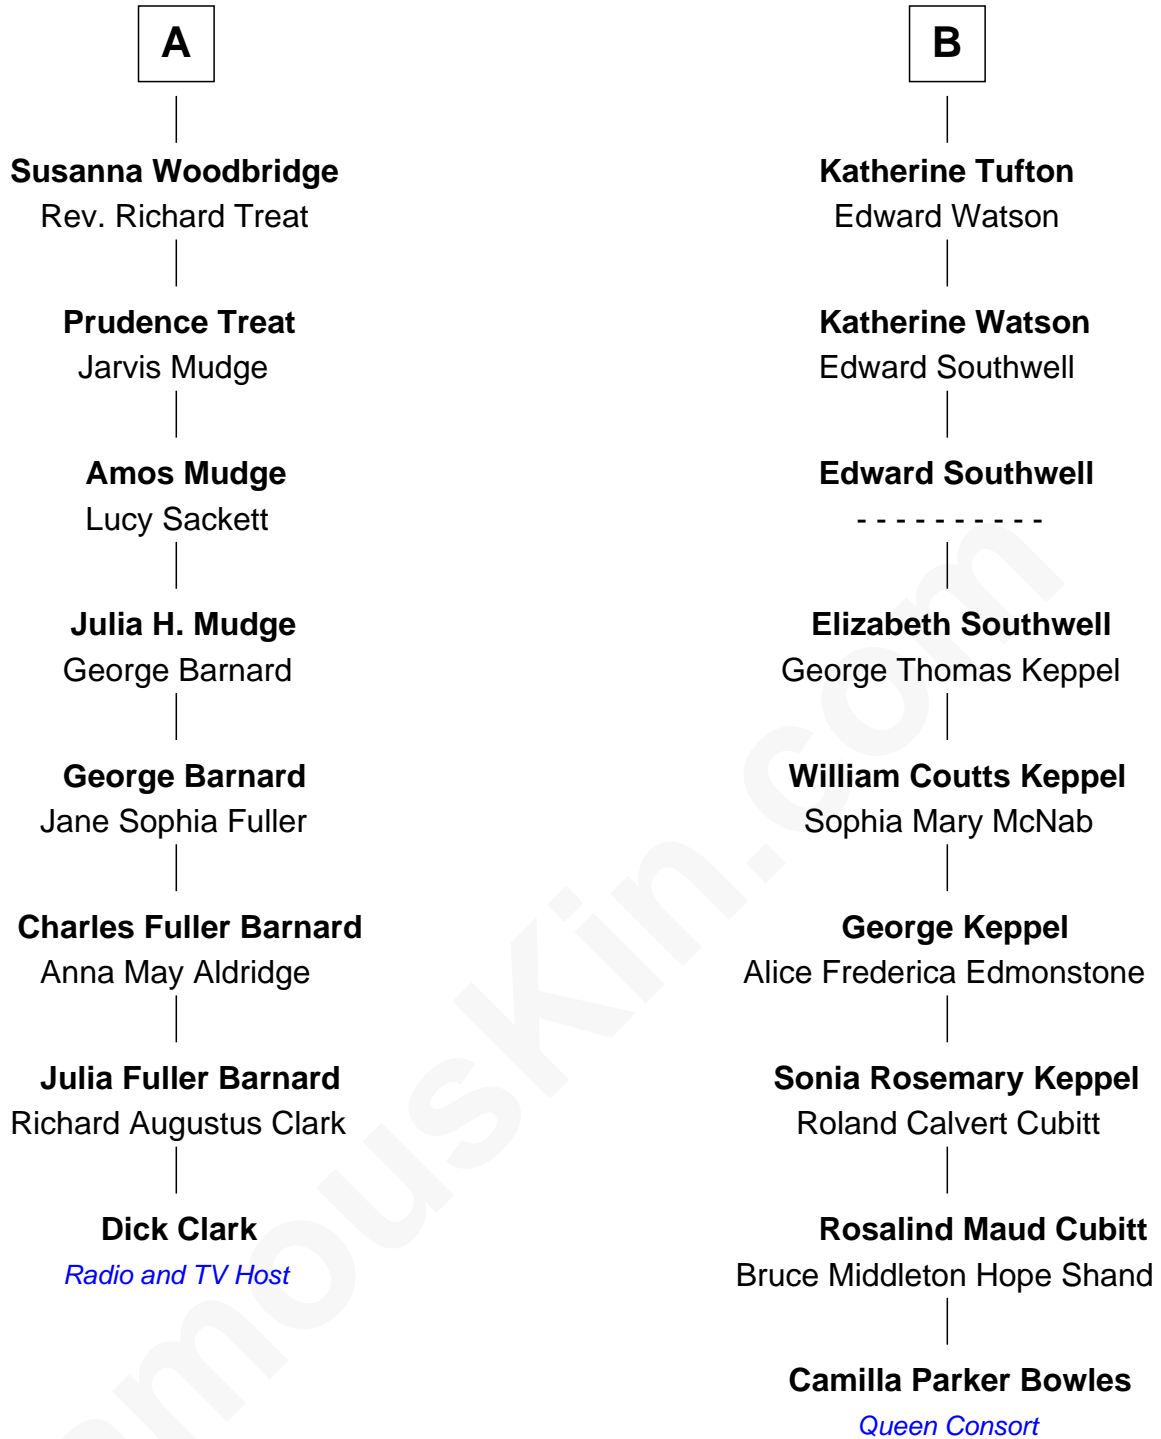 A
Susanna Woodbridge
Rev. Richard Treat
Prudence Treat
Jarvis Mudge
Amos Mudge
Lucy Sackett
Julia H. Mudge
George Barnard
George Barnard
Jane Sophia Fuller
Charles Fuller Barnard
Anna May Aldridge
Julia Fuller Barnard
Richard Augustus Clark
Dick Clark
Radio and TV Host
B
Katherine Tufton
Edward Watson
Katherine Watson
Edward Southwell
Edward Southwell
- - - - - - - - - -
Elizabeth Southwell
George Thomas Keppel
William Coutts Keppel
Sophia Mary McNab
George Keppel
Alice Frederica Edmonstone
Sonia Rosemary Keppel
Roland Calvert Cubitt
Rosalind Maud Cubitt
Bruce Middleton Hope Shand
Camilla Parker Bowles
Queen Consort
amouskin.com